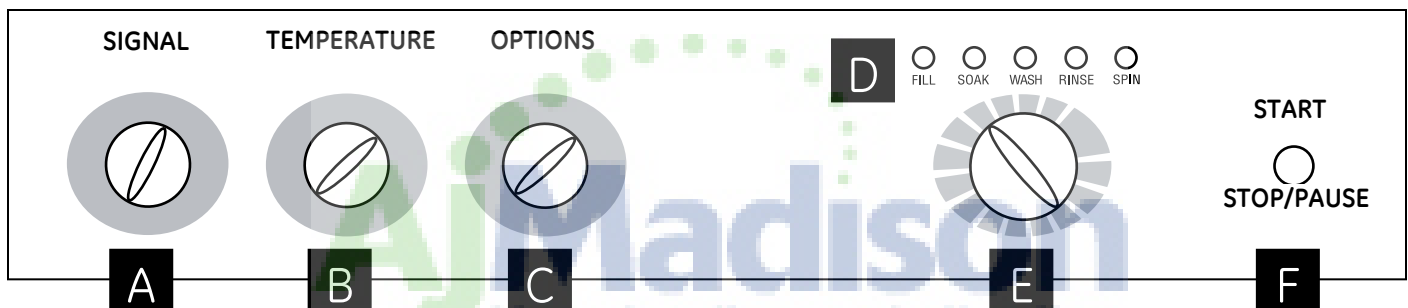 SIGNAL TEMPERATURE OPTIONS
D
FILL SOAK WASH RINSE SPIN
START
STOP/PAUSE
AjMadison
A B C E F